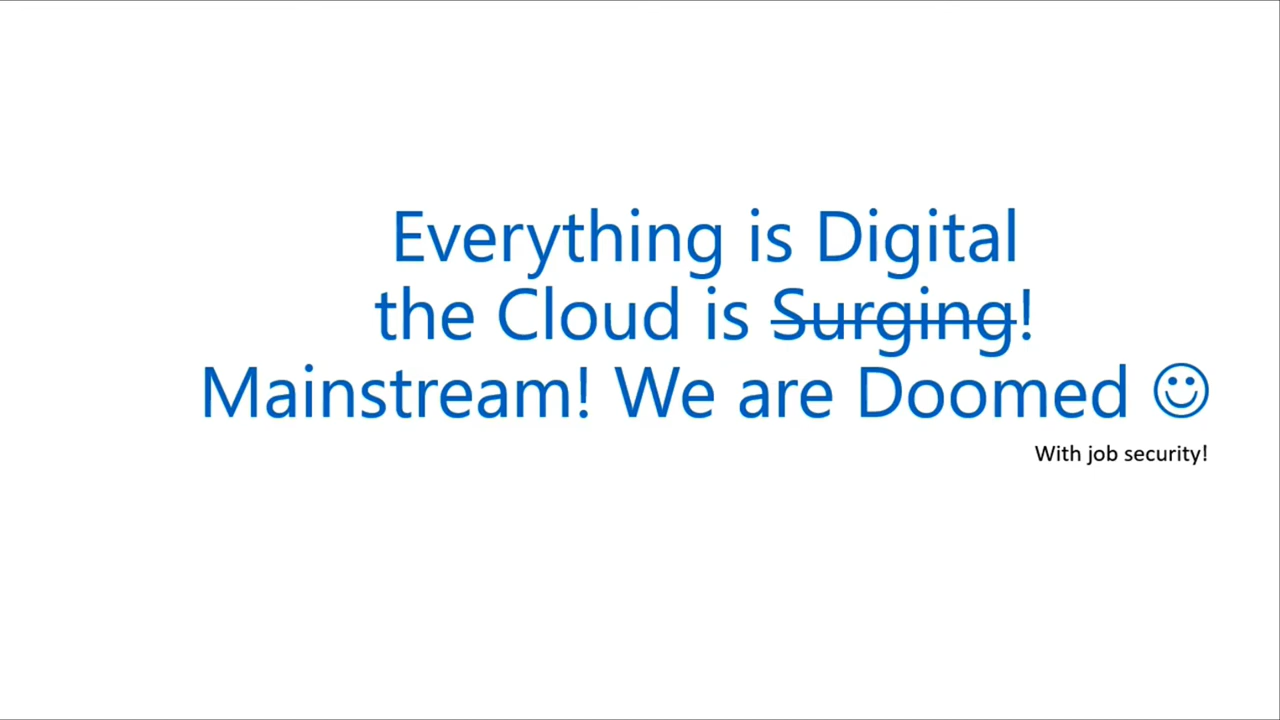 Everything is Digital
the Cloud is Surging!
Mainstream! We are Doomed ☺
With job security!